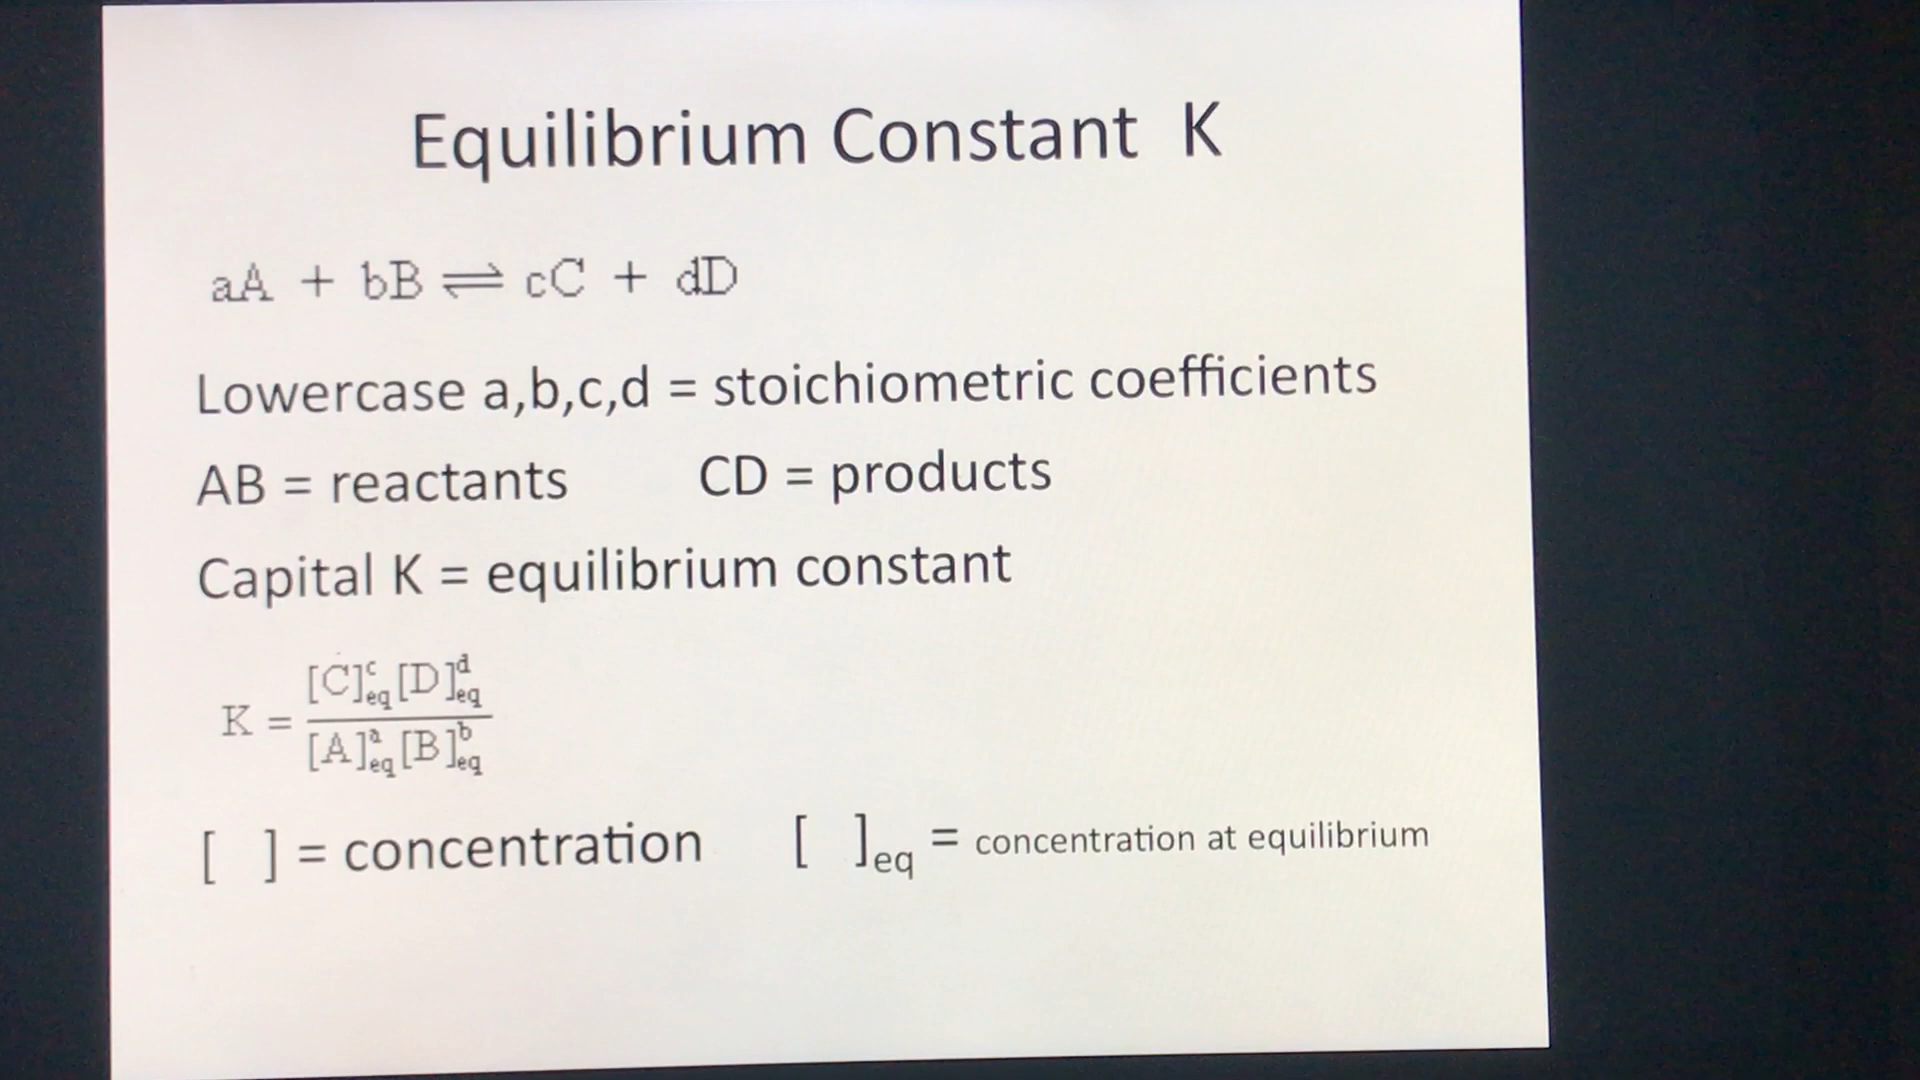 Equilibrium Constant K
aA + bB ⇌ cC + dD
Lowercase a,b,c,d = stoichiometric coefficients
AB = reactants CD = products
Capital K = equilibrium constant
K = [C]^c_eq [D]^d_eq / [A]^a_eq [B]^b_eq
[ ] = concentration [ ]_eq = concentration at equilibrium